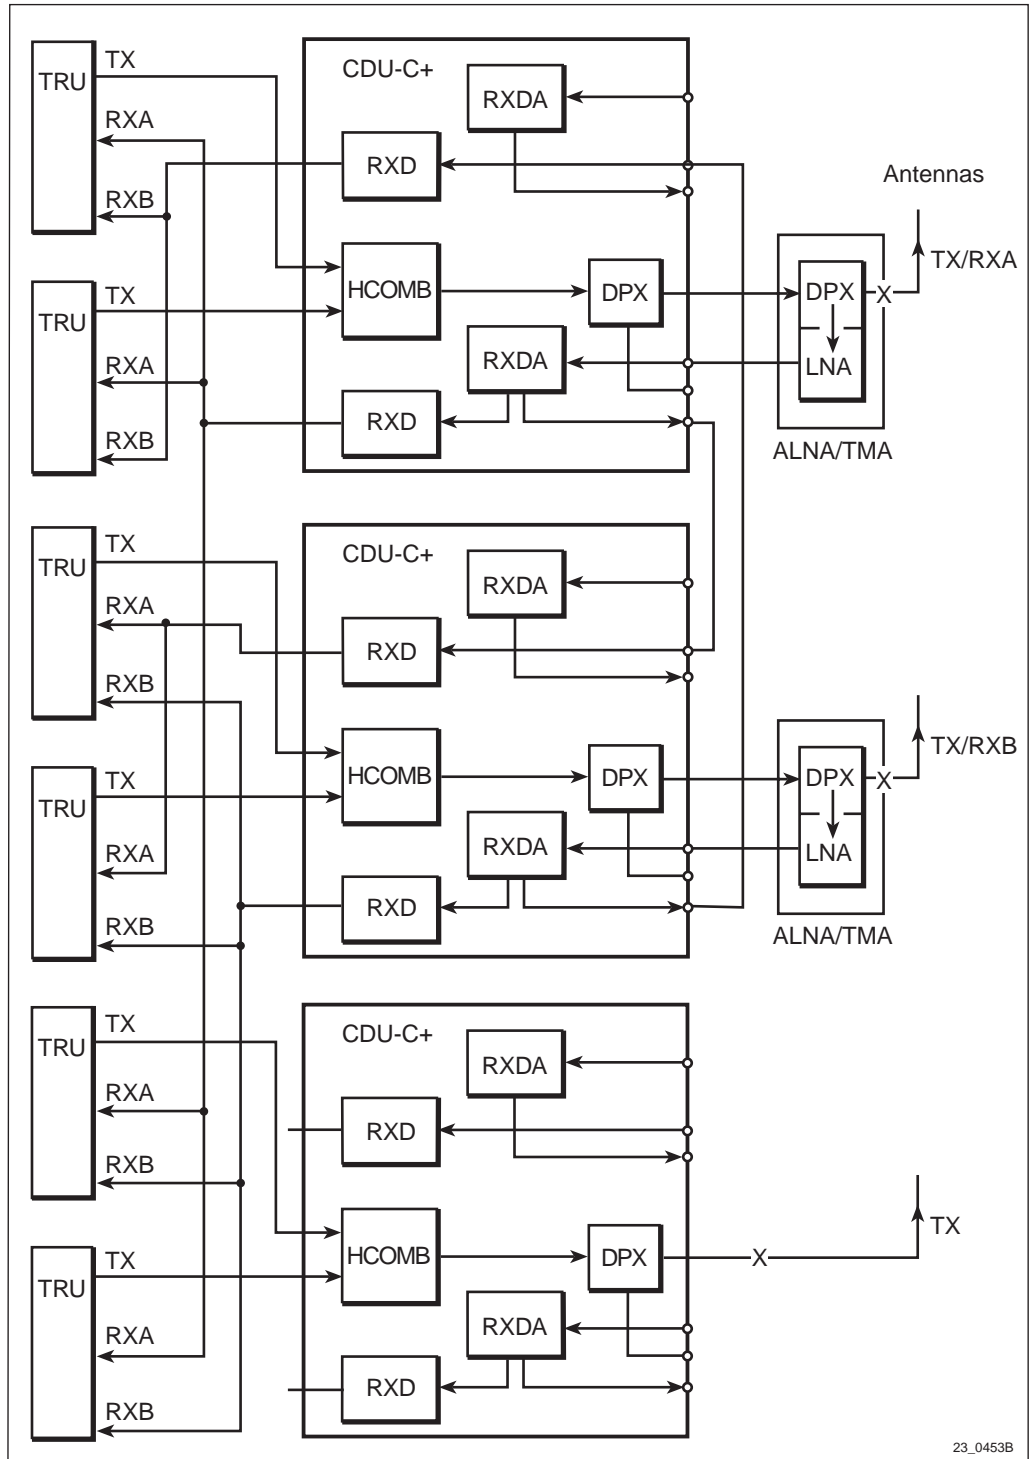 TX
TRU
CDU-C+
RXDA
RXA
RXD
Antennas
RXB
TX/RXA
TX
HCOMB
DPX
DPX
TRU
RXDA
LNA
RXA
RXD
RXB
ALNA/TMA
TX
CDU-C+
TRU
RXDA
RXA
RXD
RXB
TX/RXB
HCOMB
DPX
DPX
TX
TRU
RXDA
LNA
RXA
RXD
RXB
ALNA/TMA
TX
CDU-C+
TRU
RXDA
RXA
RXD
RXB
TX
HCOMB
DPX
X
TX
TRU
RXDA
RXA
RXD
RXB
X
X
23_0453B